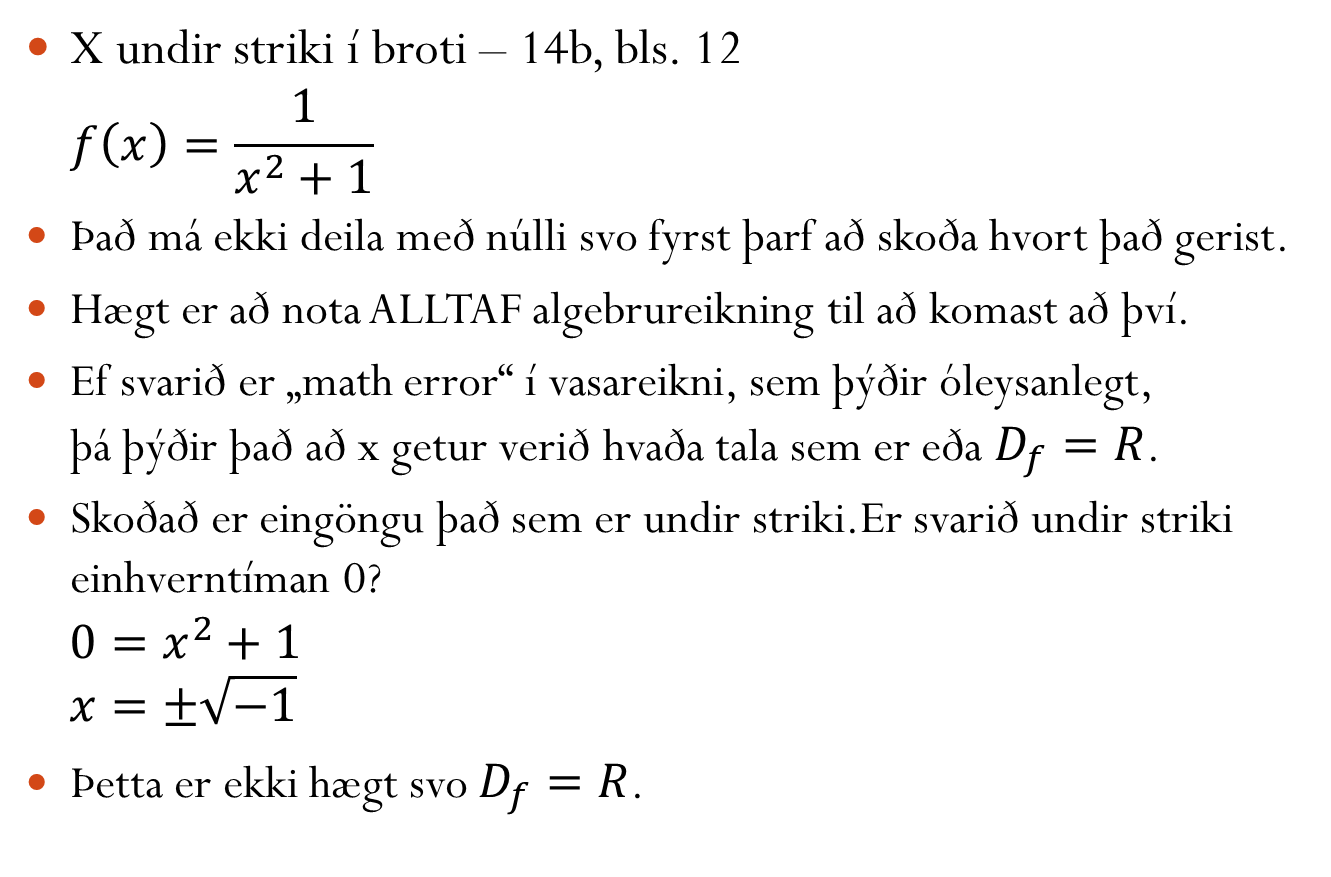 • X undir striki í broti – 14b, bls. 12
f(x) = 1/(x² + 1)
• Það má ekki deila með núlli svo fyrst þarf að skoða hvort það gerist.
• Hægt er að nota ALLTAF algebrureikning til að komast að því.
• Ef svarið er „math error“ í vasareikni, sem þýðir óleysanlegt,
þá þýðir það að x getur verið hvaða tala sem er eða D_f = R.
• Skoðað er eingöngu það sem er undir striki.Er svarið undir striki
einhverntíman 0?
0 = x² + 1
x = ±√−1
• Þetta er ekki hægt svo D_f = R.